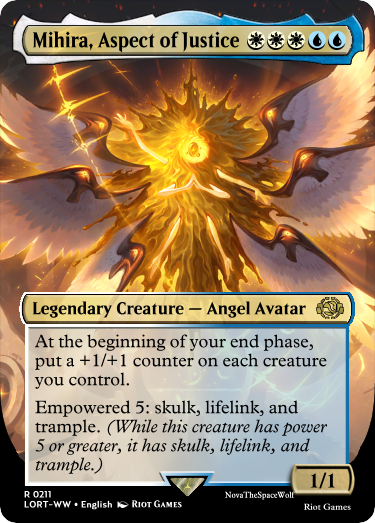 Mihira, Aspect of Justice
Legendary Creature — Angel Avatar
At the beginning of your end phase,
put a +1/+1 counter on each creature
you control.
Empowered 5: skulk, lifelink, and
trample. (While this creature has power
5 or greater, it has skulk, lifelink, and
trample.)
1/1
R 0211
LORT-WW • English Riot Games
NovaTheSpaceWolf
Riot Games